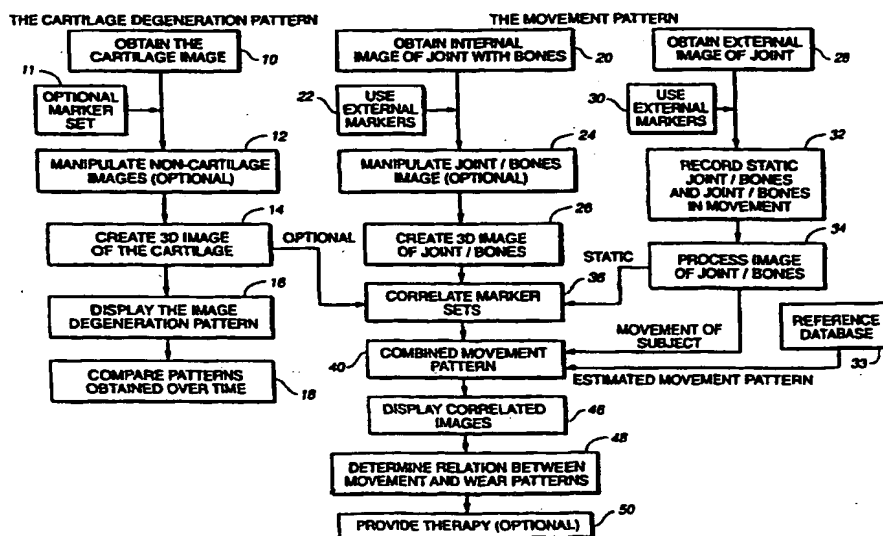 THE CARTILAGE DEGENERATION PATTERN
OBTAIN THE
CARTILAGE IMAGE
10
11
OPTIONAL
MARKER
SET
12
MANIPULATE NON-CARTILAGE
IMAGES (OPTIONAL)
14
CREATE 3D IMAGE
OF THE CARTILAGE
OPTIONAL
16
DISPLAY THE IMAGE
DEGENERATION PATTERN
COMPARE PATTERNS
OBTAINED OVER TIME
18
THE MOVEMENT PATTERN
OBTAIN INTERNAL
IMAGE OF JOINT WITH BONES
20
22
USE
EXTERNAL
MARKERS
24
MANIPULATE JOINT / BONES
IMAGE (OPTIONAL)
26
CREATE 3D IMAGE
OF JOINT / BONES
OBTAIN EXTERNAL
IMAGE OF JOINT
28
30
USE
EXTERNAL
MARKERS
32
RECORD STATIC
JOINT / BONES
AND JOINT / BONES
IN MOVEMENT
34
PROCESS IMAGE
OF JOINT / BONES
STATIC
36
CORRELATE MARKER
SETS
MOVEMENT OF
SUBJECT
REFERENCE
DATABASE
33
40
COMBINED MOVEMENT
PATTERN
ESTIMATED MOVEMENT PATTERN
DISPLAY CORRELATED
IMAGES
46
48
DETERMINE RELATION BETWEEN
MOVEMENT AND WEAR PATTERNS
50
PROVIDE THERAPY (OPTIONAL)